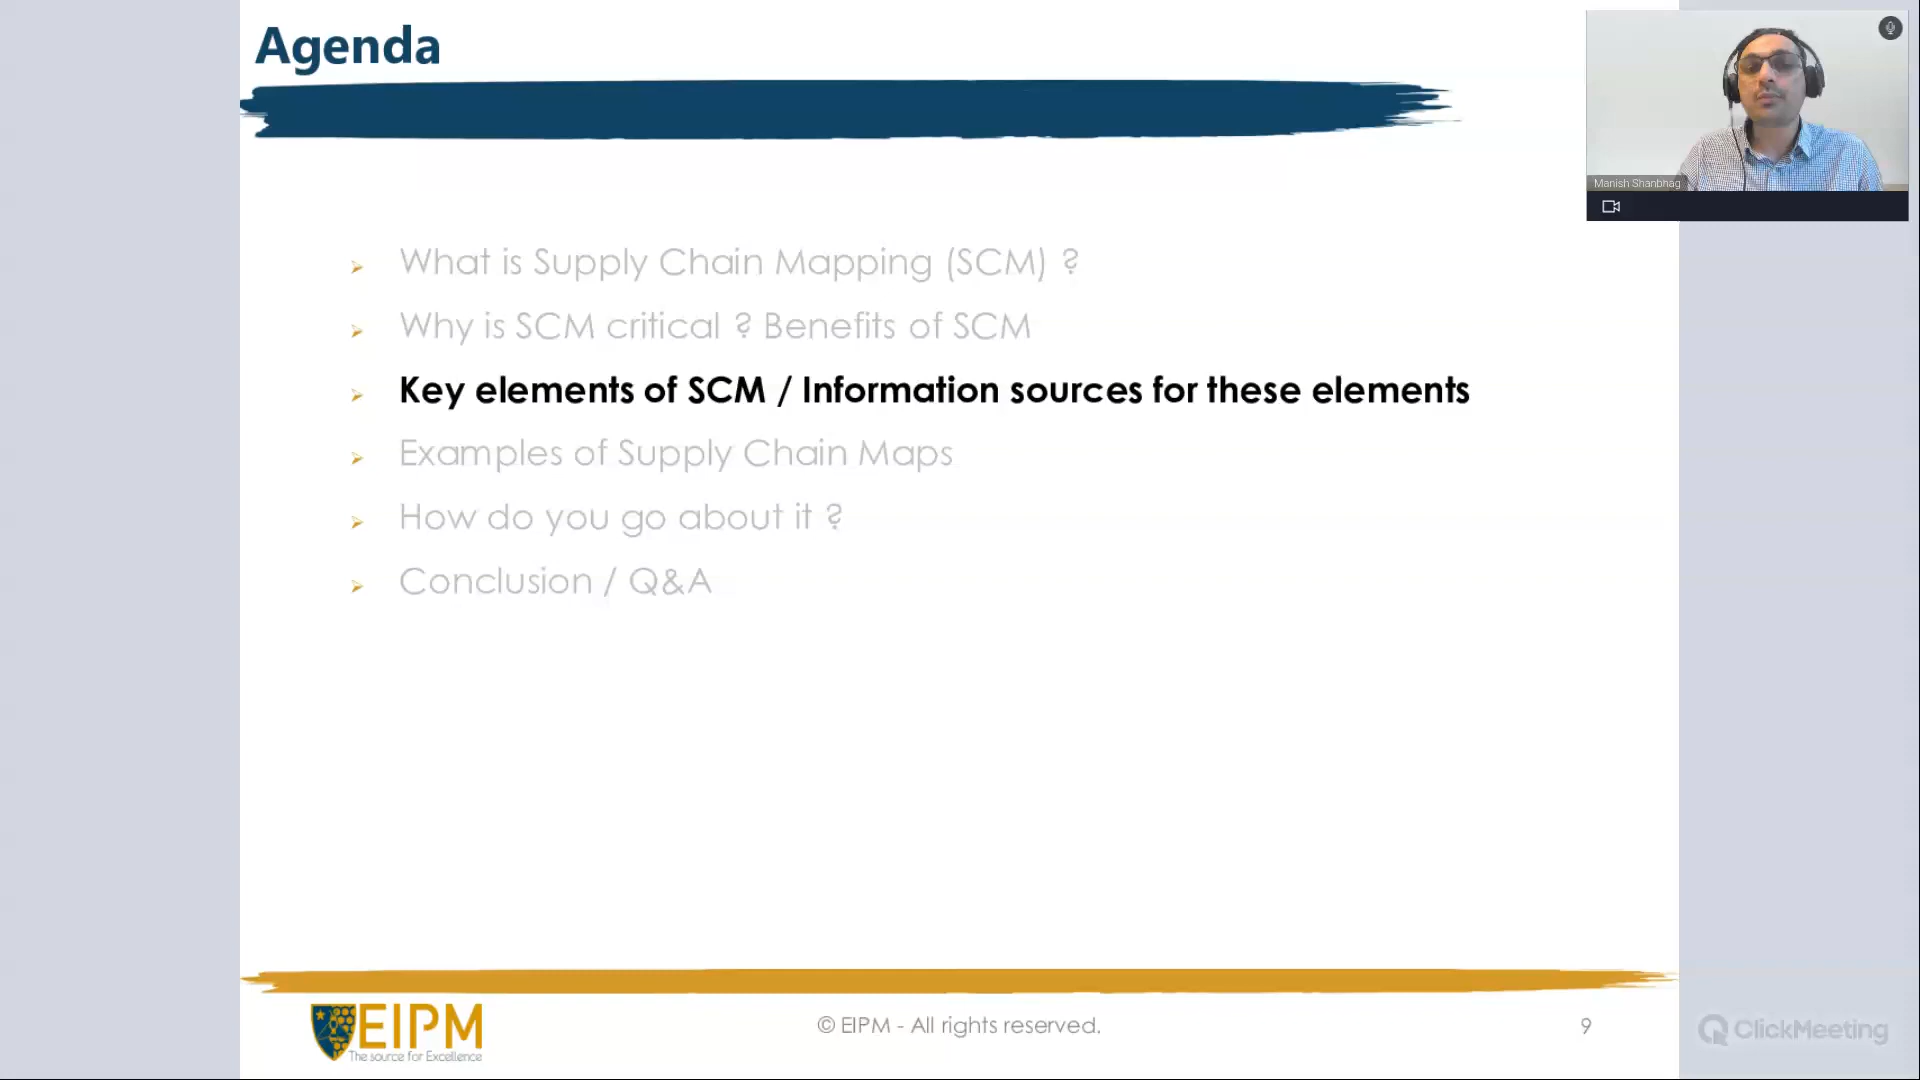 Agenda
Manish Shanbhag
What is Supply Chain Mapping (SCM) ?
Why is SCM critical ? Benefits of SCM
Key elements of SCM / Information sources for these elements
Examples of Supply Chain Maps
How do you go about it ?
Conclusion / Q&A
EIPM
The source for Excellence
© EIPM - All rights reserved.
9
ClickMeeting